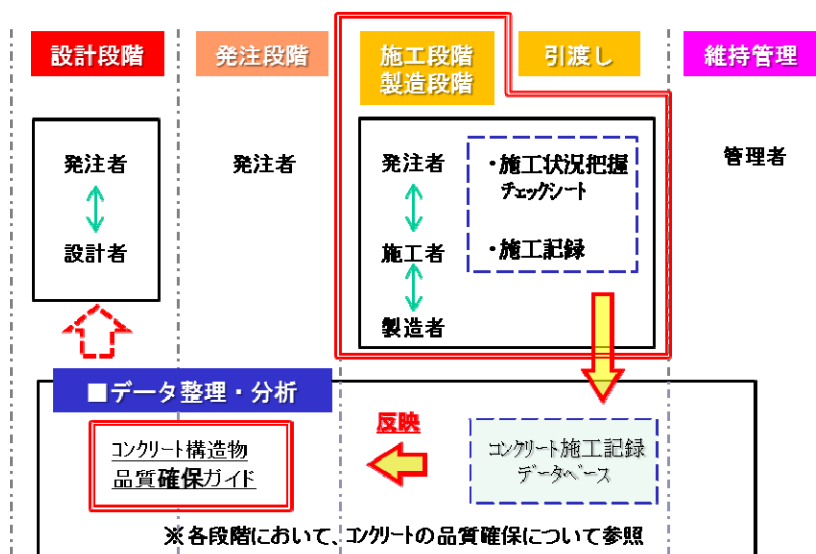 設計段階
発注段階
施工段階
製造段階
引渡し
維持管理
発注者
設計者
発注者
発注者
施工者
製造者
・施工状況把握
チェックシート
・施工記録
管理者
■データ整理・分析
コンクリート構造物
品質確保ガイド
反映
コンクリート施工記録
データベース
※各段階において、コンクリートの品質確保について参照